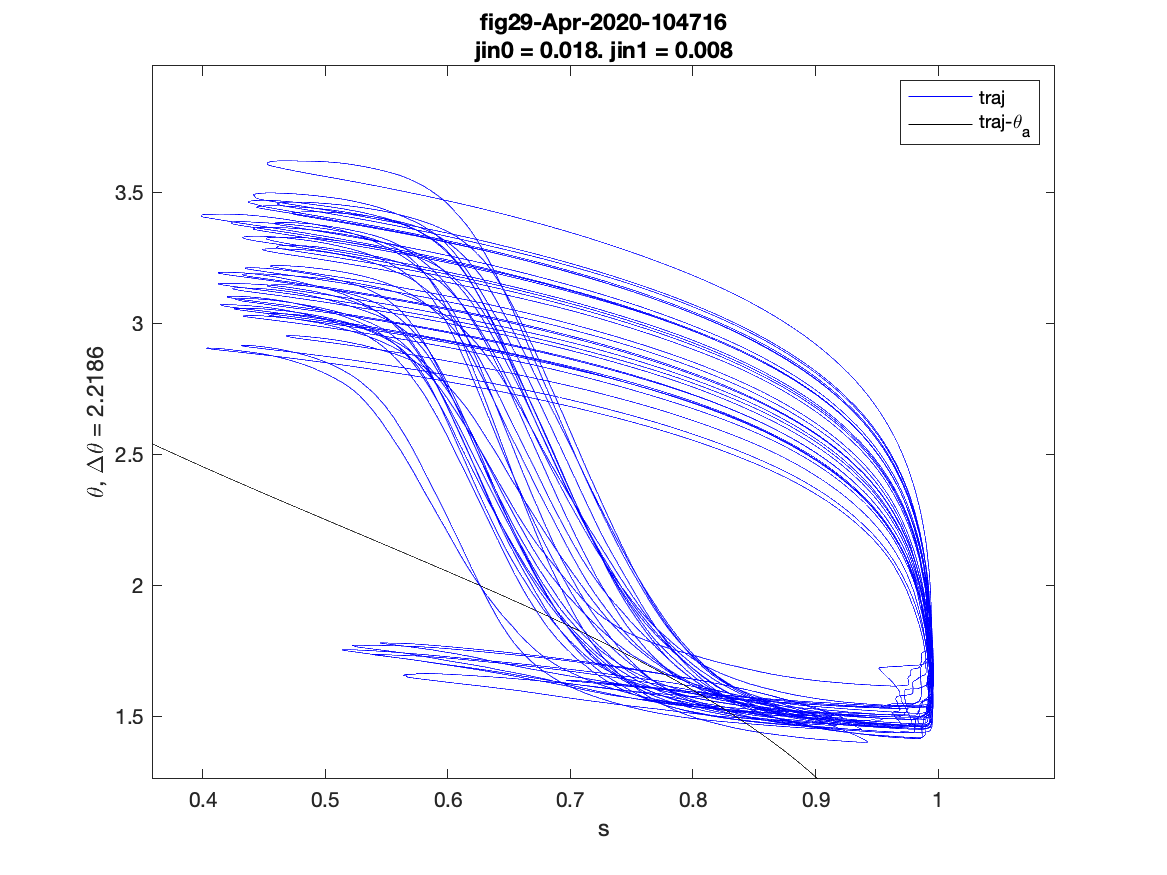 fig29-Apr-2020-104716
jin0 = 0.018. jin1 = 0.008
traj
traj-θa
3.5
3
2.5
2
1.5
θ, Δθ = 2.2186
0.4 0.5 0.6 0.7 0.8 0.9 1
s